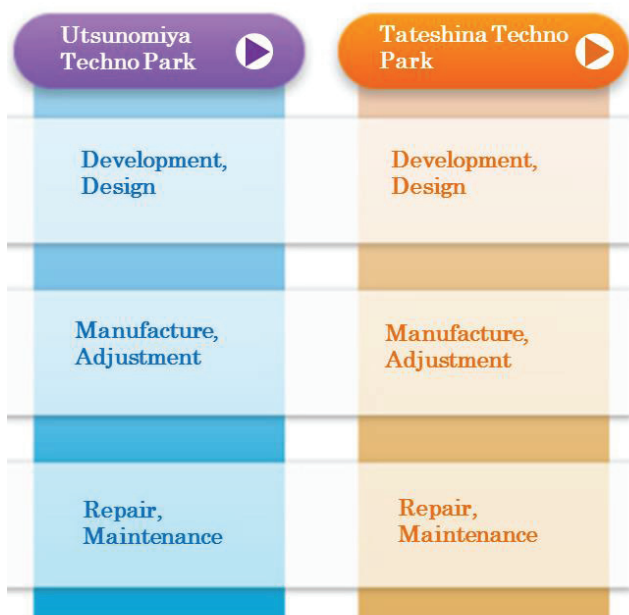 Utsunomiya
Techno Park
Tateshina Techno
Park
Development,
Design
Development,
Design
Manufacture,
Adjustment
Manufacture,
Adjustment
Repair,
Maintenance
Repair,
Maintenance